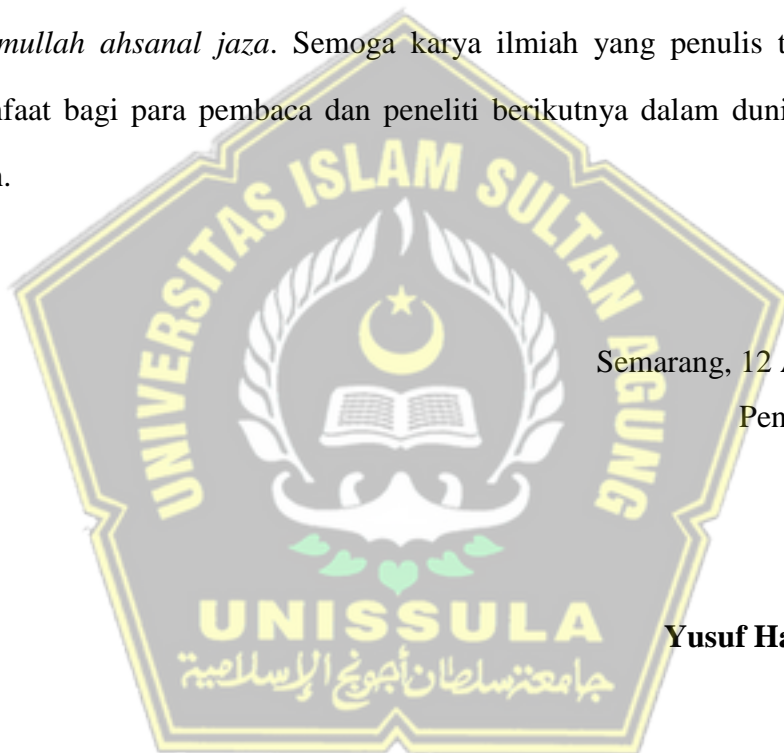 mullah ahsanal jaza. Semoga karya ilmiah yang penulis t
nfaat bagi para pembaca dan peneliti berikutnya dalam duni
n.
UNIVERSITAS ISLAM SULTAN AGUNG
Semarang, 12 A
Pen
UNISSULA
Yusuf Ha
جامعة سلطان أجونج الإسلامية